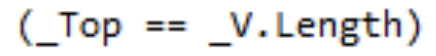 (_Top == _V.Length)